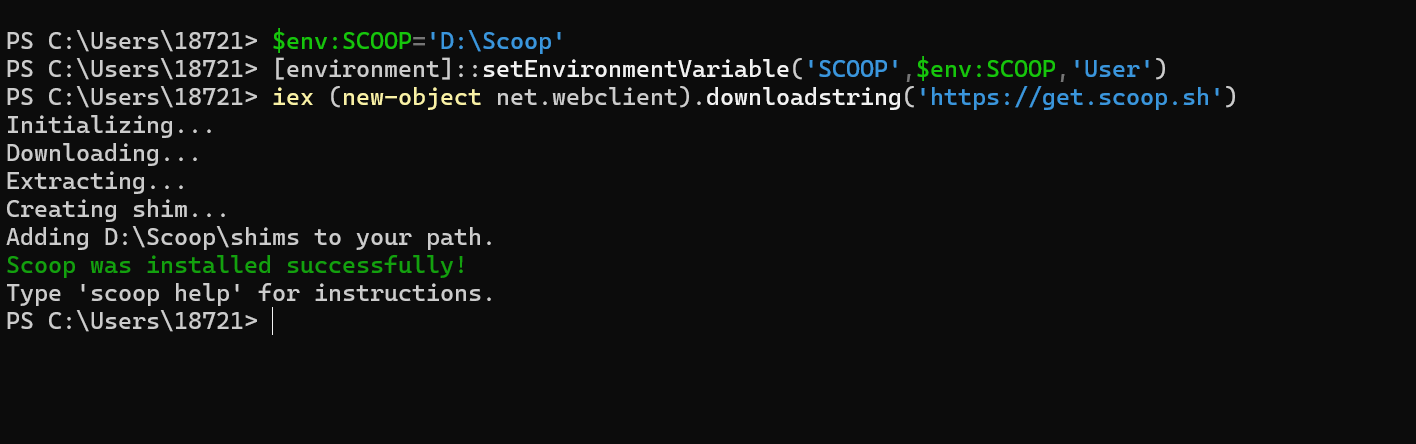 PS C:\Users\18721> $env:SCOOP='D:\Scoop'
PS C:\Users\18721> [environment]::setEnvironmentVariable('SCOOP',$env:SCOOP,'User')
PS C:\Users\18721> iex (new-object net.webclient).downloadstring('https://get.scoop.sh')
Initializing...
Downloading...
Extracting...
Creating shim...
Adding D:\Scoop\shims to your path.
Scoop was installed successfully!
Type 'scoop help' for instructions.
PS C:\Users\18721>